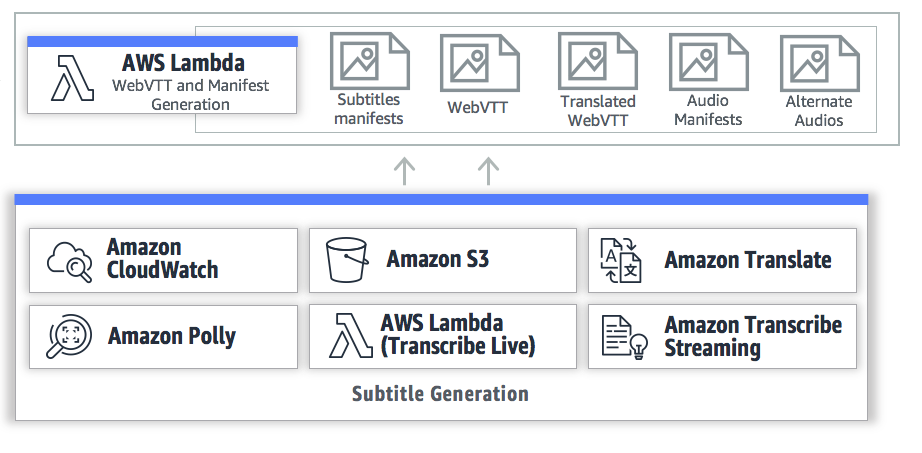 AWS Lambda
WebVTT and Manifest
Generation
Subtitles
manifests
WebVTT
Translated
WebVTT
Audio
Manifests
Alternate
Audios
Amazon
CloudWatch
Amazon S3
A
文
Amazon Translate
Amazon Polly
AWS Lambda
(Transcribe Live)
Amazon Transcribe
Streaming
Subtitle Generation